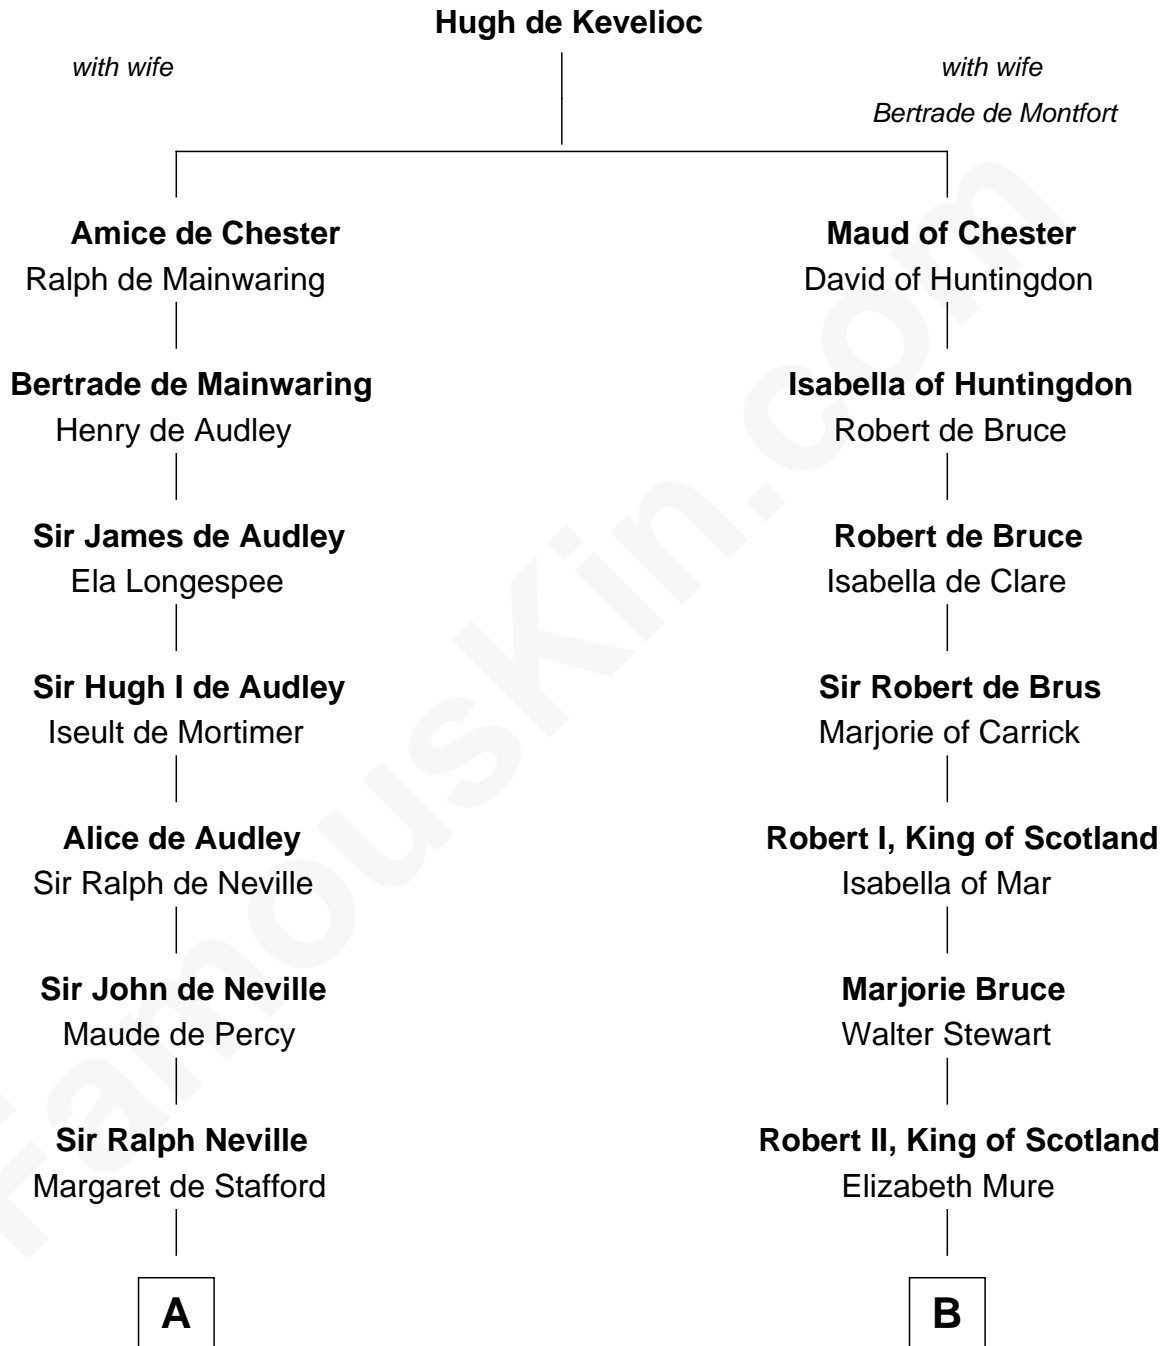 Hugh de Kevelioc
with wife
with wife
Bertrade de Montfort
Amice de Chester
Ralph de Mainwaring
Maud of Chester
David of Huntingdon
Bertrade de Mainwaring
Henry de Audley
Isabella of Huntingdon
Robert de Bruce
Sir James de Audley
Ela Longespee
Robert de Bruce
Isabella de Clare
Sir Hugh I de Audley
Iseult de Mortimer
Sir Robert de Brus
Marjorie of Carrick
Alice de Audley
Sir Ralph de Neville
Robert I, King of Scotland
Isabella of Mar
Sir John de Neville
Maude de Percy
Marjorie Bruce
Walter Stewart
Sir Ralph Neville
Margaret de Stafford
Robert II, King of Scotland
Elizabeth Mure
A
B
FamousKin.com